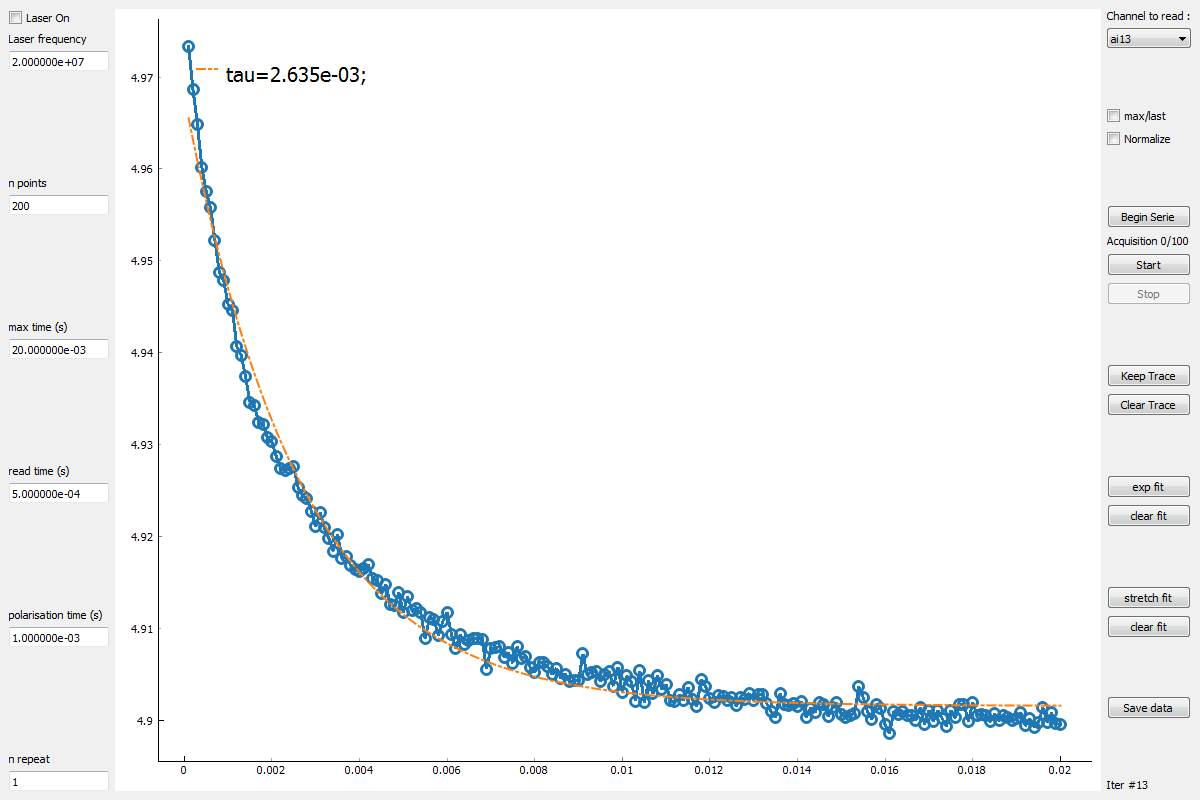 Laser On
Laser frequency
2.000000e+07
n points
200
max time (s)
20.000000e-03
read time (s)
5.000000e-04
polarisation time (s)
1.000000e-03
n repeat
1
tau=2.635e-03;
4.97
4.96
4.95
4.94
4.93
4.92
4.91
4.9
0 0.002 0.004 0.006 0.008 0.01 0.012 0.014 0.016 0.018 0.02
Channel to read :
ai13
max/last
Normalize
Begin Serie
Acquisition 0/100
Start
Stop
Keep Trace
Clear Trace
exp fit
clear fit
stretch fit
clear fit
Save data
Iter #13